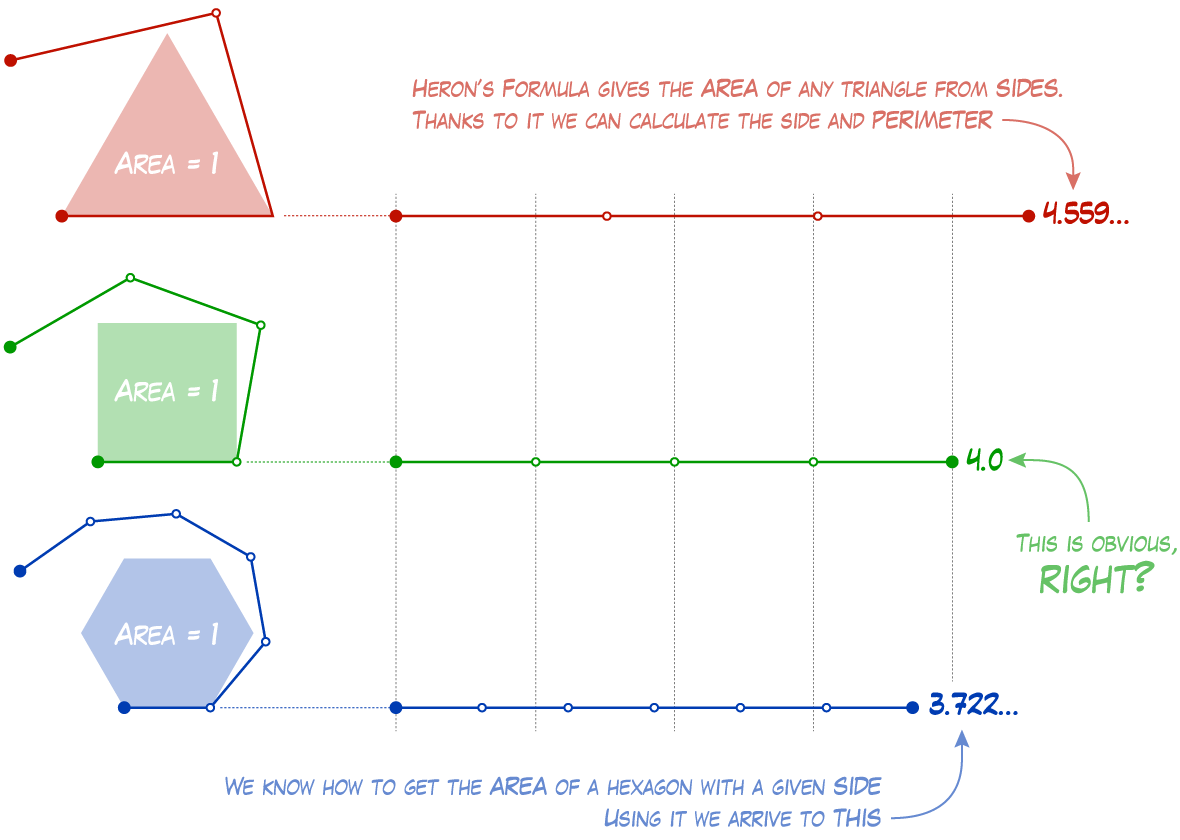 Heron's Formula gives the AREA of any triangle from SIDES.
Thanks to it we can calculate the side and PERIMETER
Area = 1
4.559...
Area = 1
4.0
This is obvious,
RIGHT?
Area = 1
3.722...
We know how to get the AREA of a hexagon with a given SIDE
Using it we arrive to THIS